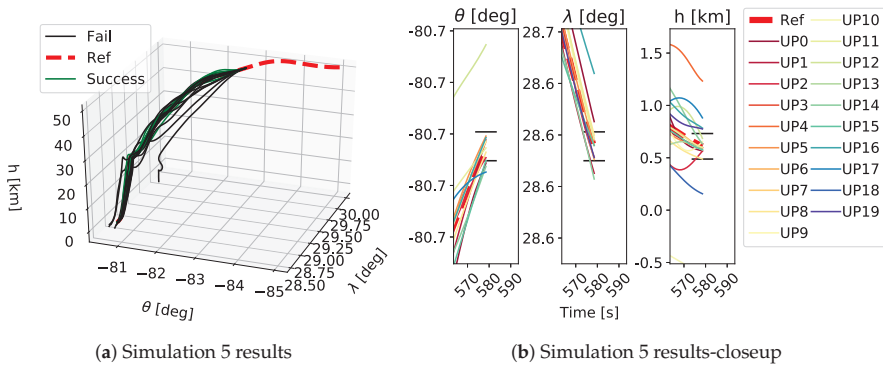 Fail
Ref
Success
50
40
30
20
10
0
h [km]
−81
−82
−83
−84
−85
θ [deg]
30.00
29.75
29.50
29.25
29.00
28.75
28.50
λ [deg]
(a) Simulation 5 results
θ [deg]
-80.7
-80.7
-80.7
-80.7
-80.7
570
580
590
λ [deg]
28.6
28.6
28.6
28.6
570
580
590
h [km]
1.5
1.0
0.5
0.0
-0.5
570
580
590
Time [s]
Ref
UP0
UP1
UP2
UP3
UP4
UP5
UP6
UP7
UP8
UP9
UP10
UP11
UP12
UP13
UP14
UP15
UP16
UP17
UP18
UP19
(b) Simulation 5 results-closeup